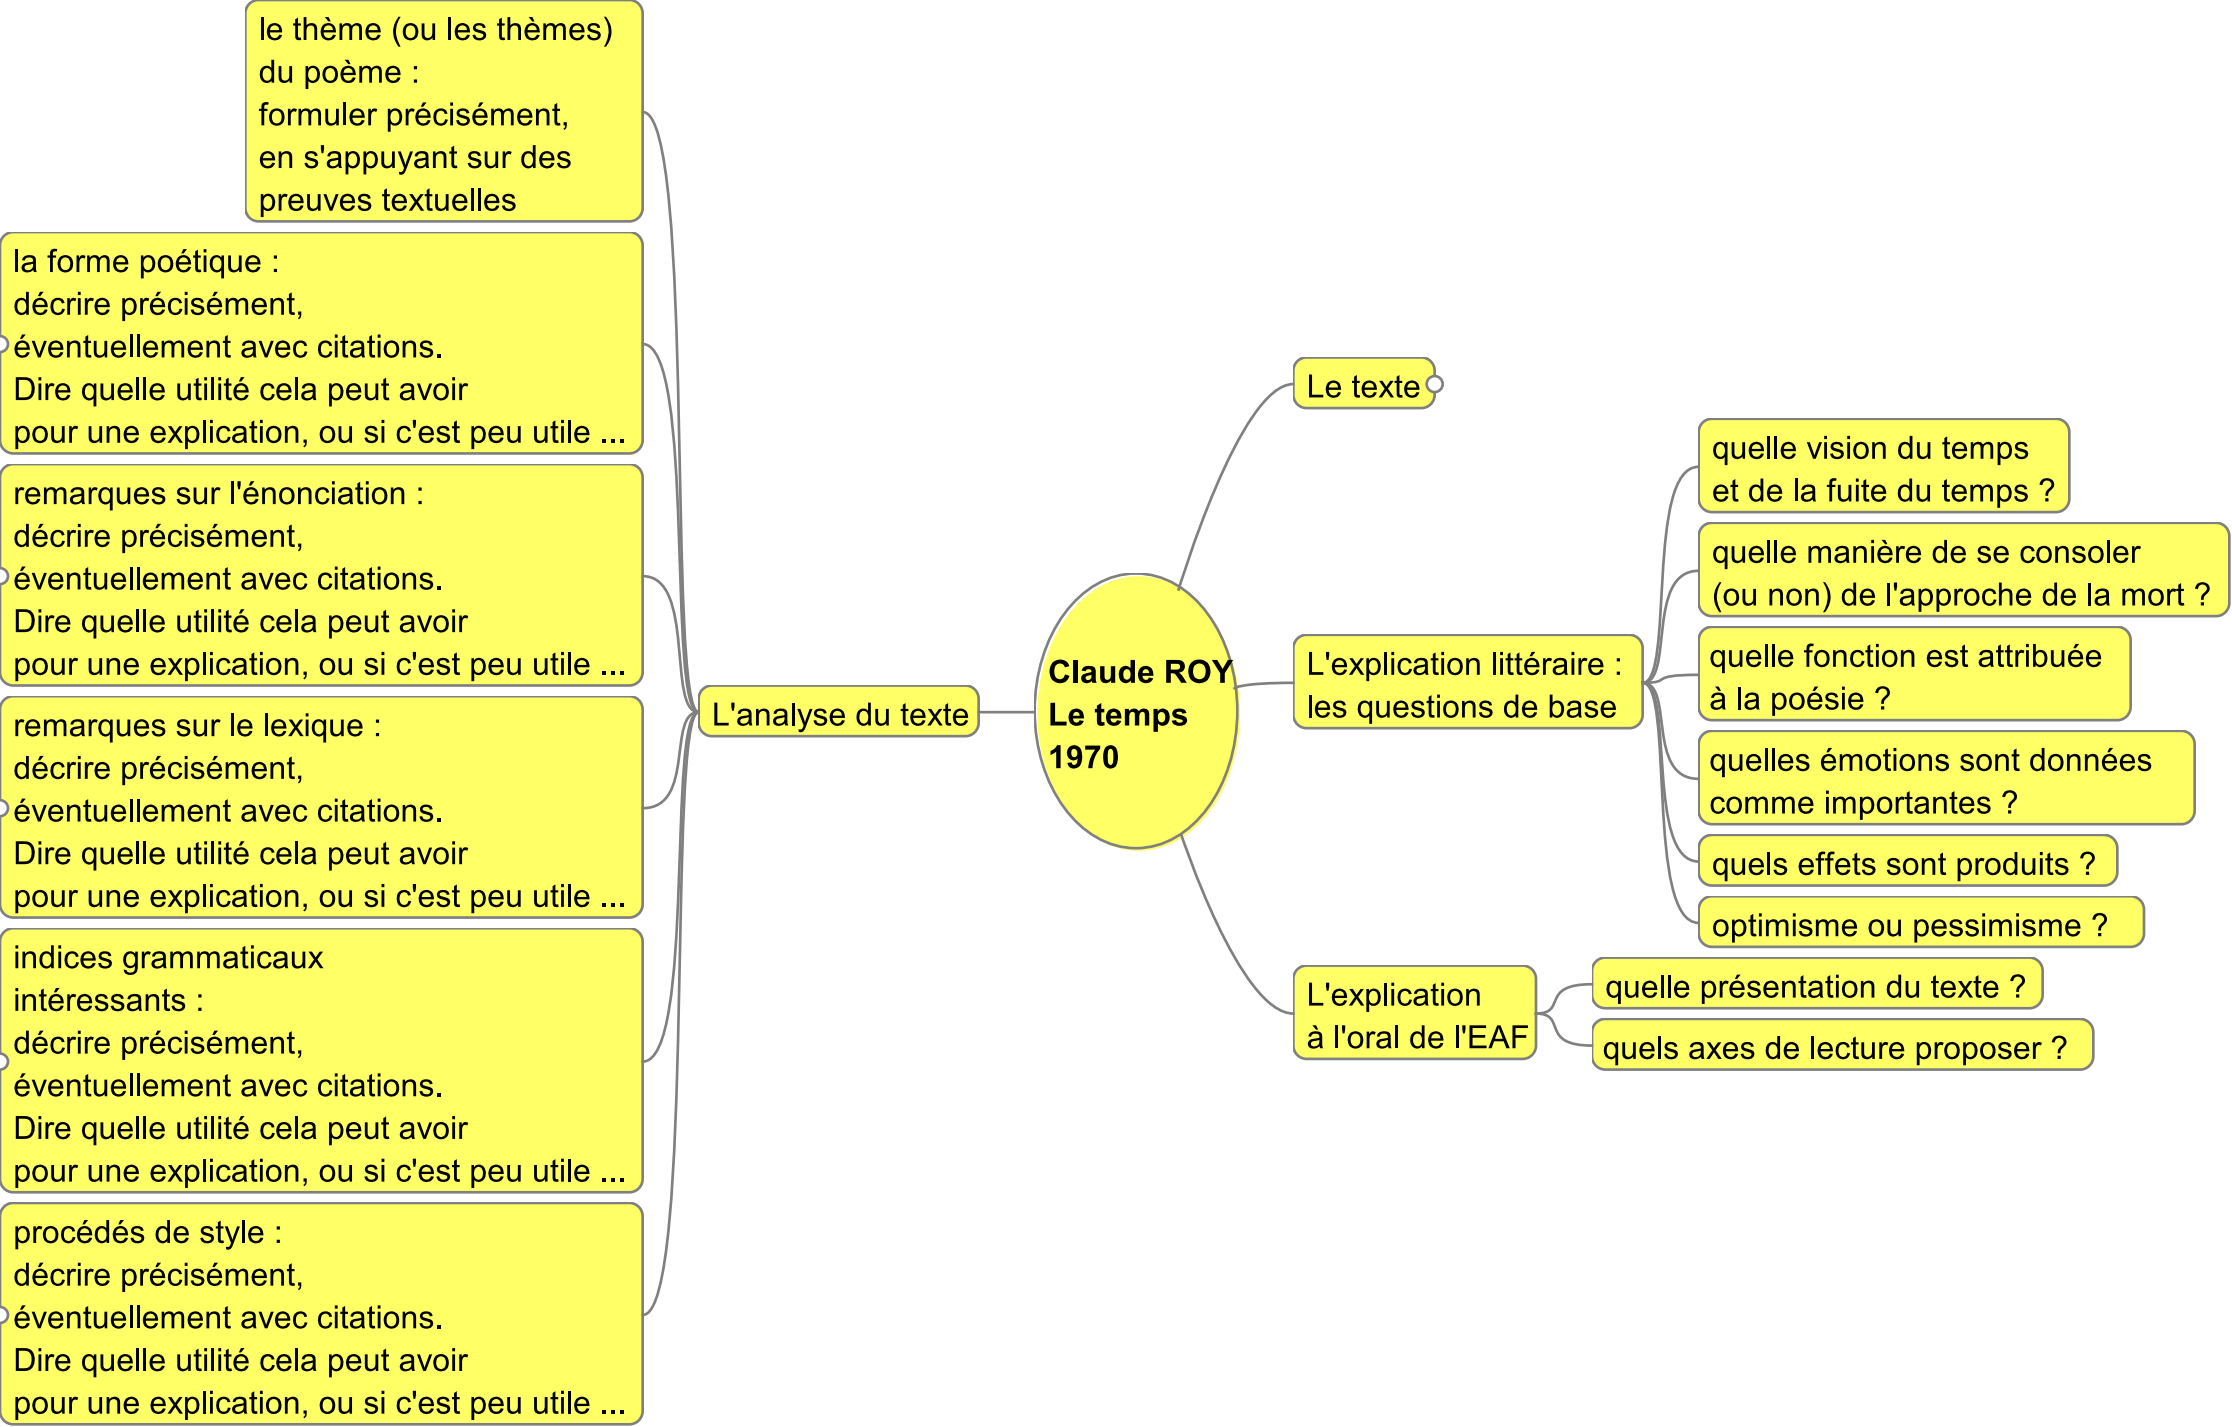 le thème (ou les thèmes)
du poème :
formuler précisément,
en s'appuyant sur des
preuves textuelles
la forme poétique :
décrire précisément,
éventuellement avec citations.
Dire quelle utilité cela peut avoir
pour une explication, ou si c'est peu utile ...
remarques sur l'énonciation :
décrire précisément,
éventuellement avec citations.
Dire quelle utilité cela peut avoir
pour une explication, ou si c'est peu utile ...
remarques sur le lexique :
décrire précisément,
éventuellement avec citations.
Dire quelle utilité cela peut avoir
pour une explication, ou si c'est peu utile ...
indices grammaticaux
intéressants :
décrire précisément,
éventuellement avec citations.
Dire quelle utilité cela peut avoir
pour une explication, ou si c'est peu utile ...
procédés de style :
décrire précisément,
éventuellement avec citations.
Dire quelle utilité cela peut avoir
pour une explication, ou si c'est peu utile ...
L'analyse du texte
Claude ROY
Le temps
1970
Le texte
L'explication littéraire :
les questions de base
quelle vision du temps
et de la fuite du temps ?
quelle manière de se consoler
(ou non) de l'approche de la mort ?
quelle fonction est attribuée
à la poésie ?
quelles émotions sont données
comme importantes ?
quels effets sont produits ?
optimisme ou pessimisme ?
L'explication
à l'oral de l'EAF
quelle présentation du texte ?
quels axes de lecture proposer ?